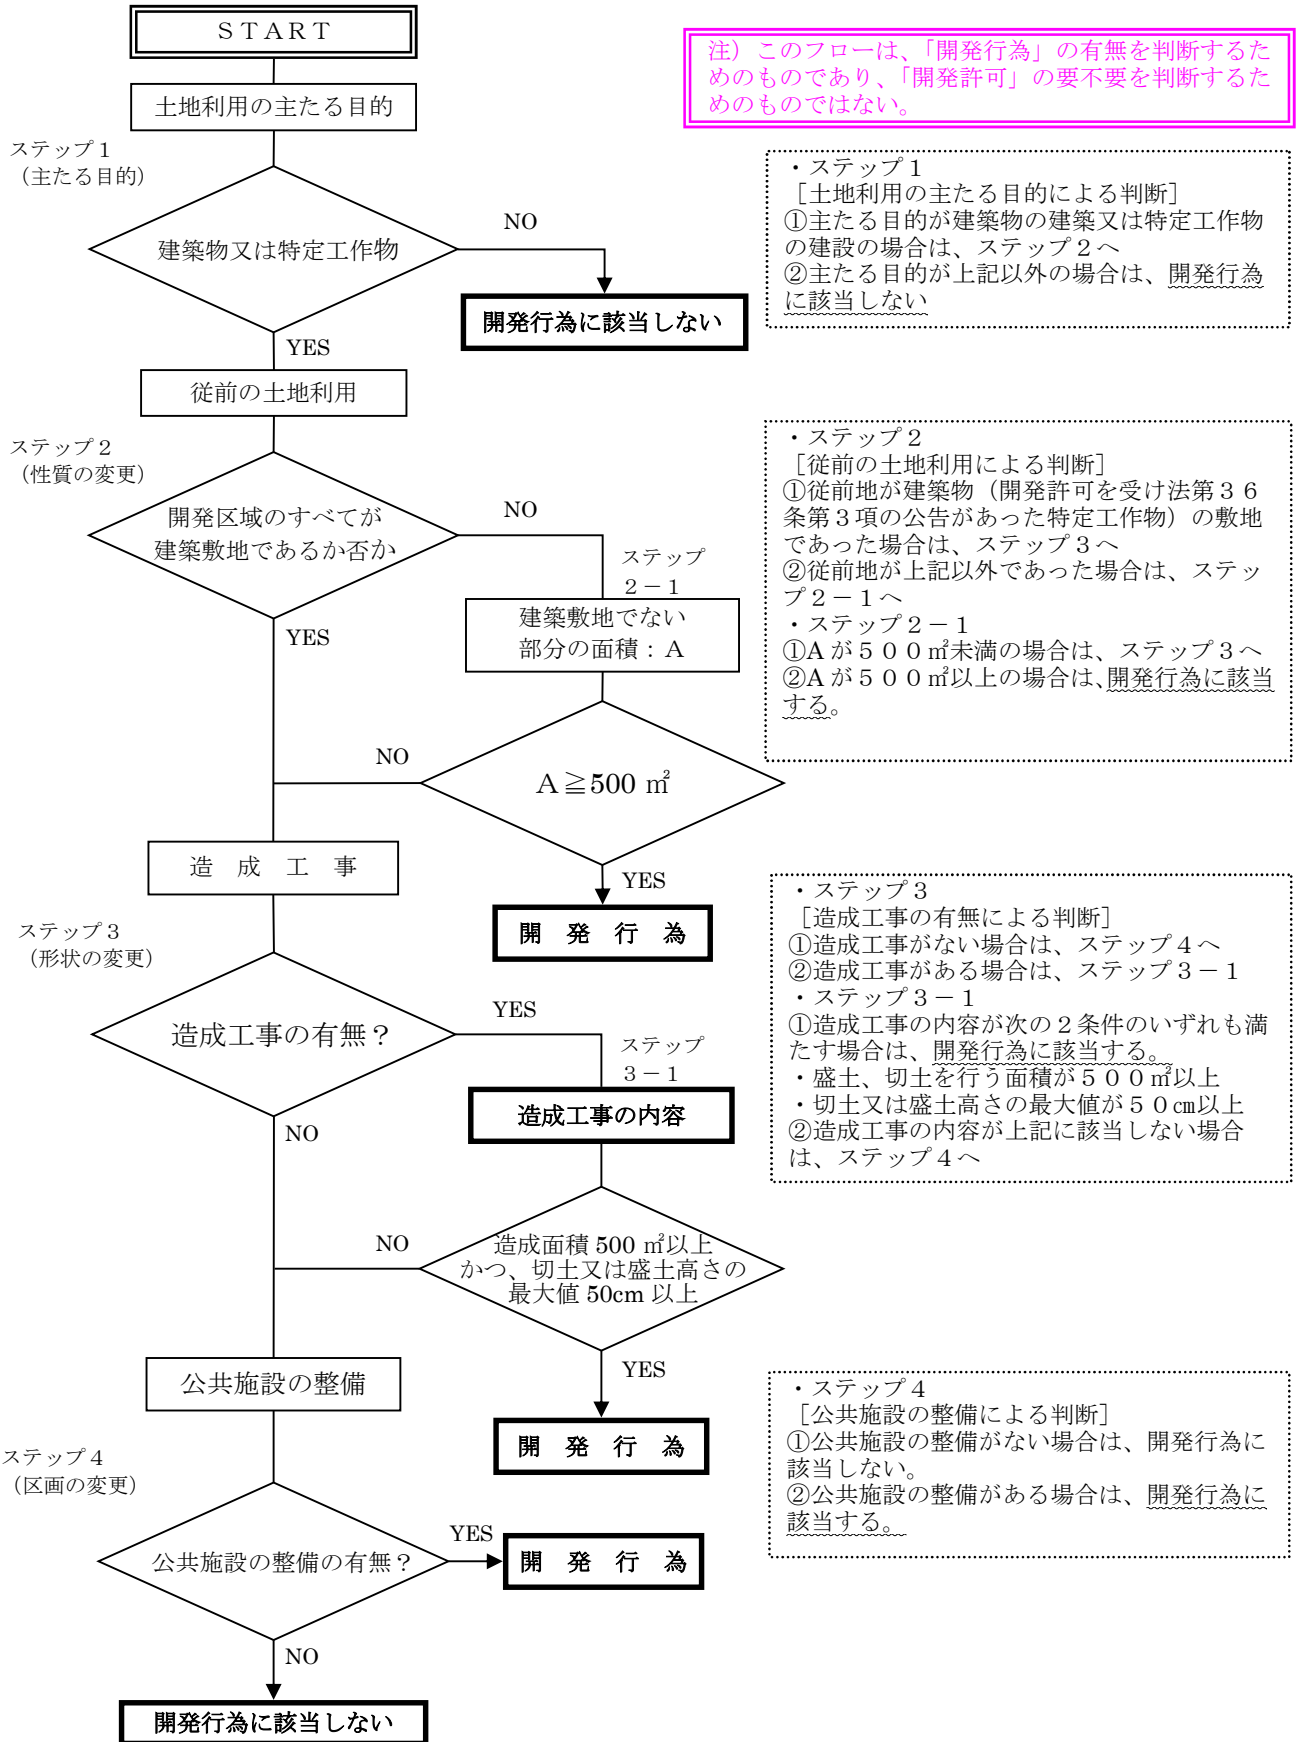 ＳＴＡＲＴ
注）このフローは、「開発行為」の有無を判断するた
めのものであり、「開発許可」の要不要を判断するた
めのものではない。
土地利用の主たる目的
ステップ１
（主たる目的）
建築物又は特定工作物
NO
開発行為に該当しない
YES
・ステップ１
［土地利用の主たる目的による判断］
①主たる目的が建築物の建築又は特定工作物
の建設の場合は、ステップ２へ
②主たる目的が上記以外の場合は、開発行為
に該当しない
従前の土地利用
ステップ２
（性質の変更）
開発区域のすべてが
建築敷地であるか否か
NO
YES
ステップ
２－１
建築敷地でない
部分の面積：Ａ
NO
Ａ≧500 ㎡
YES
開　発　行　為
・ステップ２
［従前の土地利用による判断］
①従前地が建築物（開発許可を受け法第３６
条第３項の公告があった特定工作物）の敷地
であった場合は、ステップ３へ
②従前地が上記以外であった場合は、ステッ
プ２－１へ
・ステップ２－１
①A が５００㎡未満の場合は、ステップ３へ
②A が５００㎡以上の場合は、開発行為に該当
する。
造　成　工　事
ステップ３
（形状の変更）
造成工事の有無？
YES
NO
ステップ
３－１
造成工事の内容
NO
造成面積 500 ㎡以上
かつ、切土又は盛土高さの
最大値 50cm 以上
YES
開　発　行　為
・ステップ３
［造成工事の有無による判断］
①造成工事がない場合は、ステップ４へ
②造成工事がある場合は、ステップ３－１
・ステップ３－１
①造成工事の内容が次の２条件のいずれも満
たす場合は、開発行為に該当する。
・盛土、切土を行う面積が５００㎡以上
・切土又は盛土高さの最大値が５０㎝以上
②造成工事の内容が上記に該当しない場合
は、ステップ４へ
公共施設の整備
ステップ４
（区画の変更）
公共施設の整備の有無？
YES
開　発　行　為
NO
開発行為に該当しない
・ステップ４
［公共施設の整備による判断］
①公共施設の整備がない場合は、開発行為に
該当しない。
②公共施設の整備がある場合は、開発行為に
該当する。